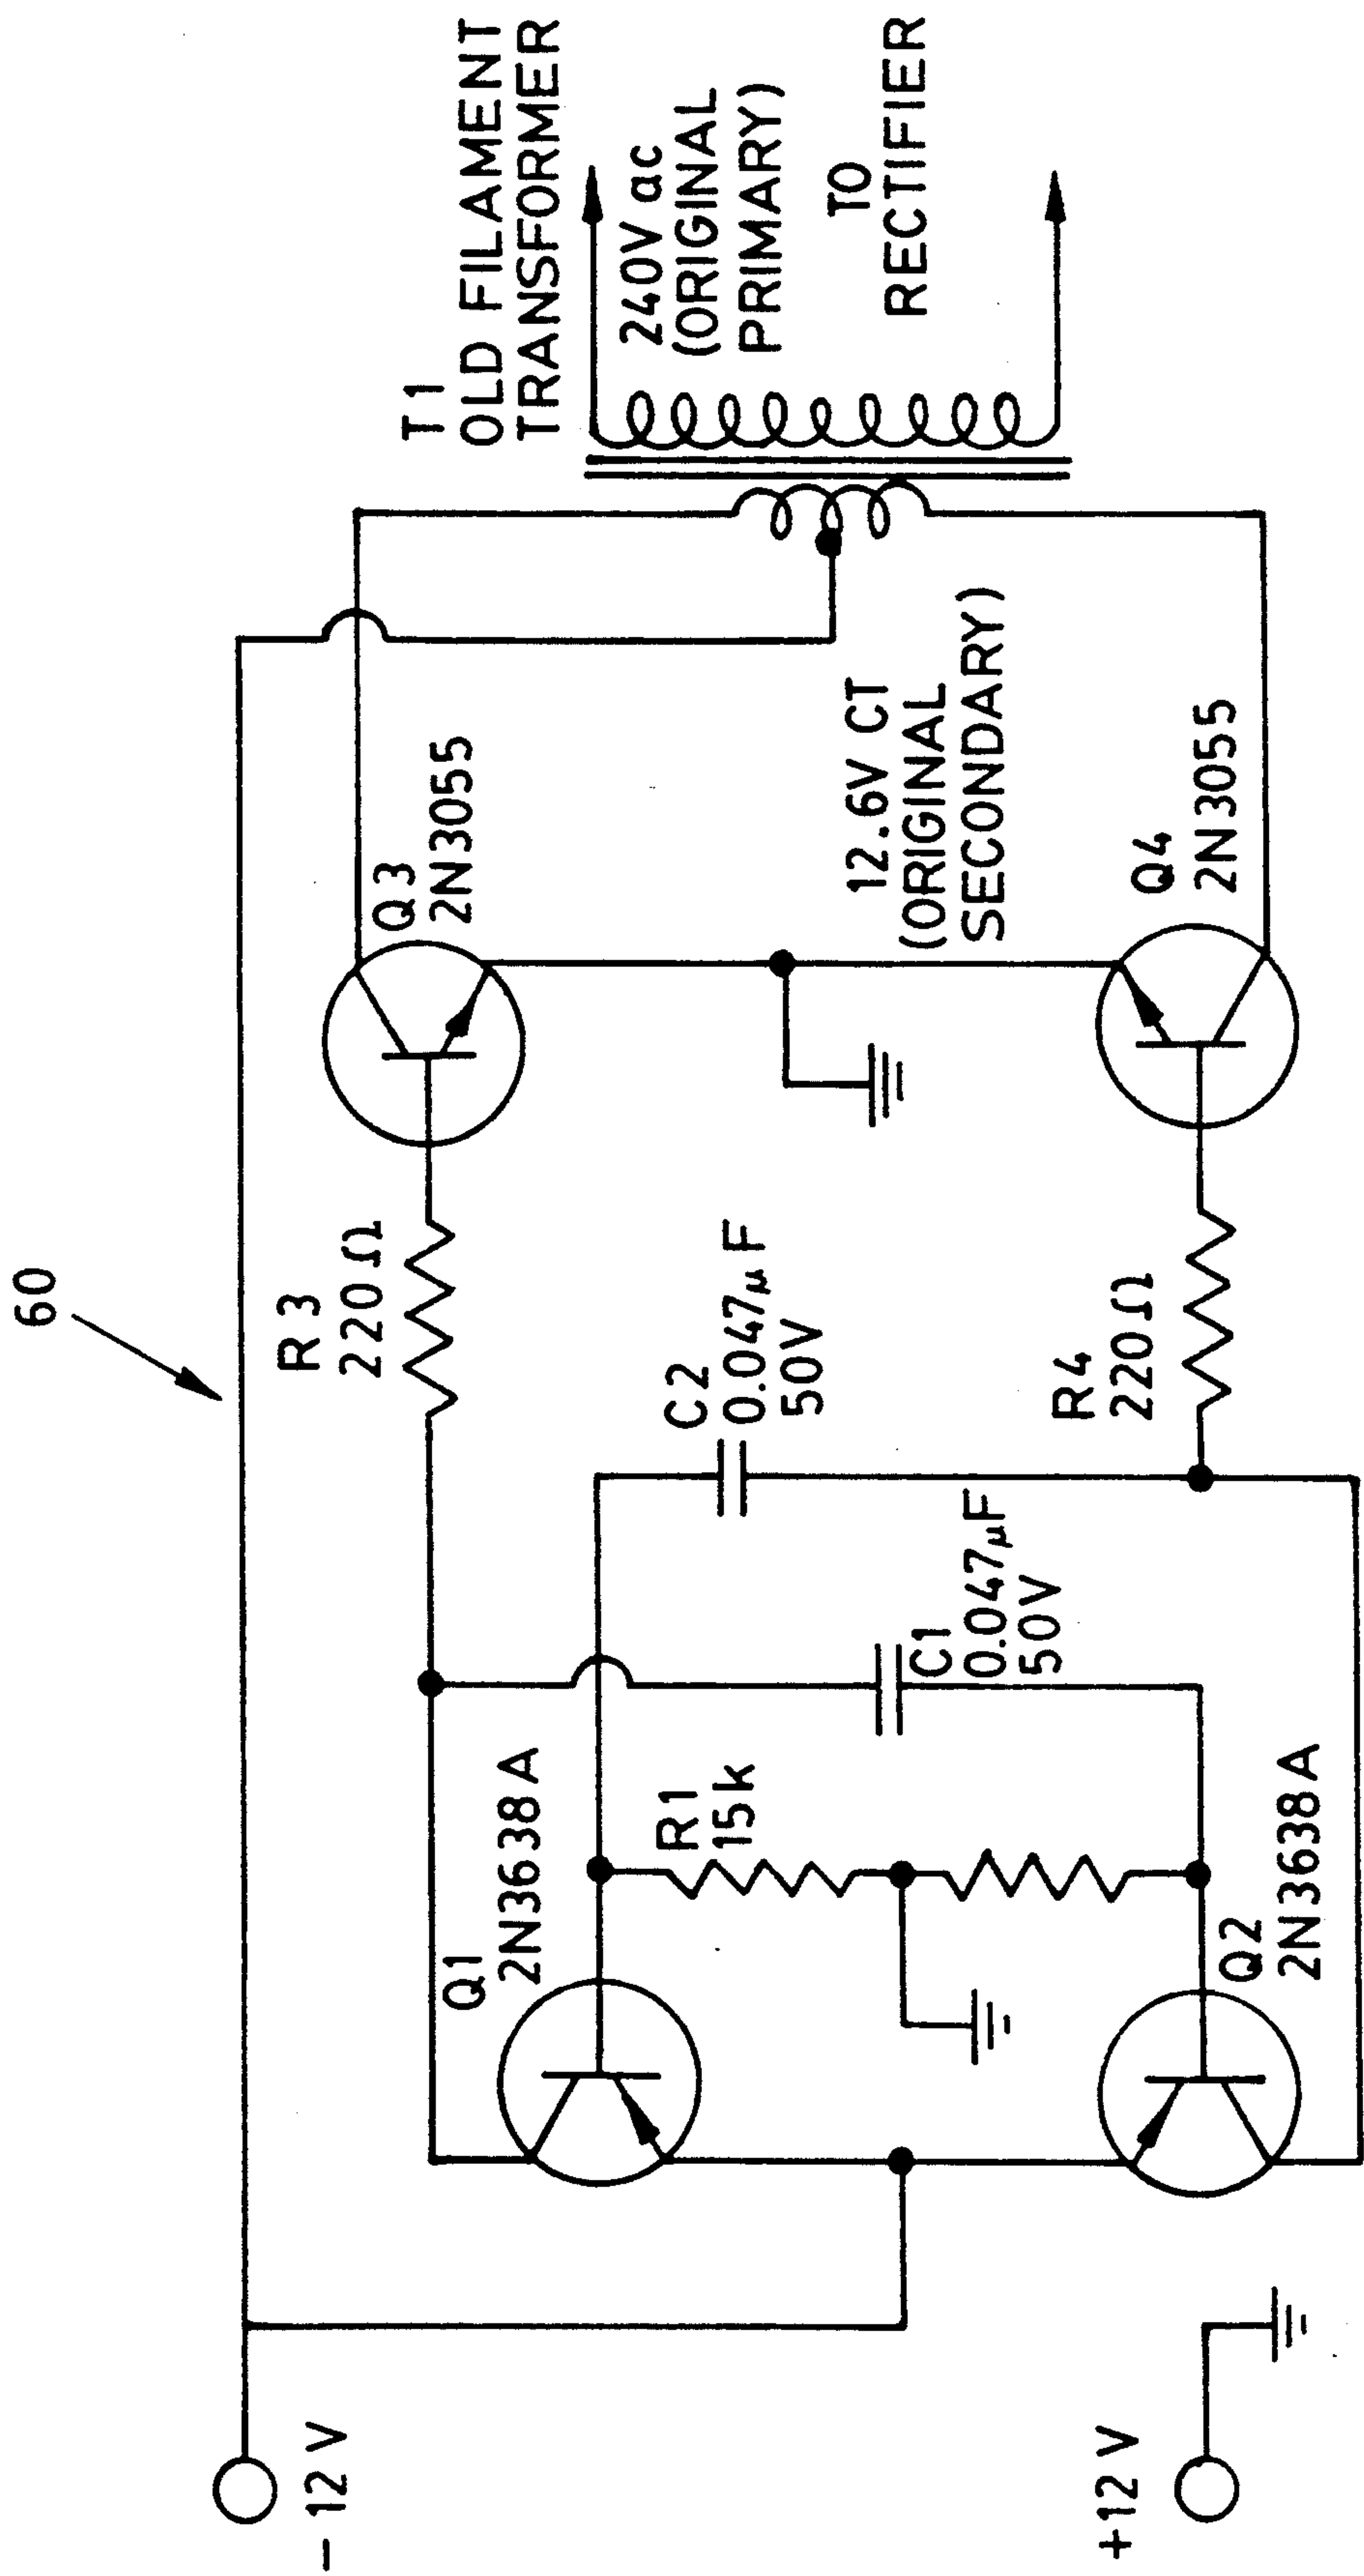 60
T1
OLD FILAMENT
TRANSFORMER
240V ac
(ORIGINAL
PRIMARY)
TO
RECTIFIER
R3
220Ω
Q3
2N3055
C2
0.047µF
50V
12.6V CT
(ORIGINAL
SECONDARY)
Q1
2N3638A
R1
15k
C1
0.047µF
50V
R4
220Ω
Q4
2N3055
Q2
2N3638A
-12V
+12V